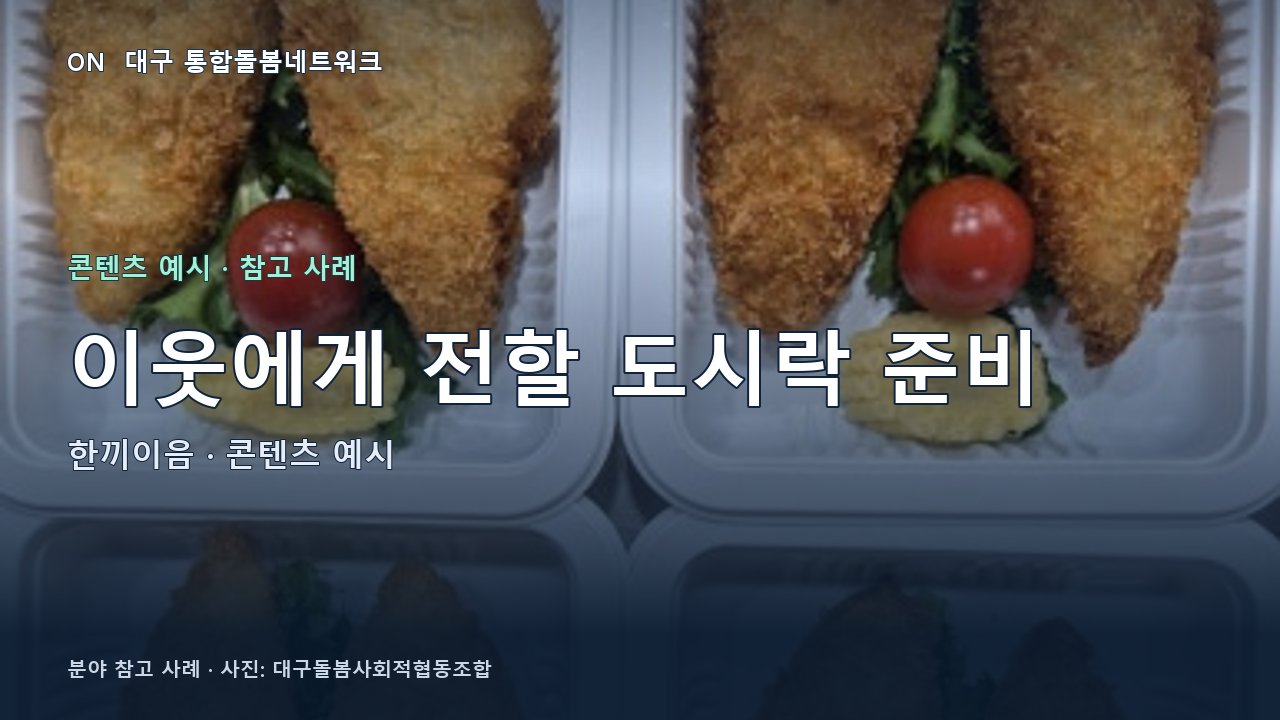 ON 대구 통합돌봄네트워크
콘텐츠 예시 · 참고 사례
이웃에게 전할 도시락 준비
한끼이음 · 콘텐츠 예시
분야 참고 사례 · 사진: 대구돌봄사회적협동조합